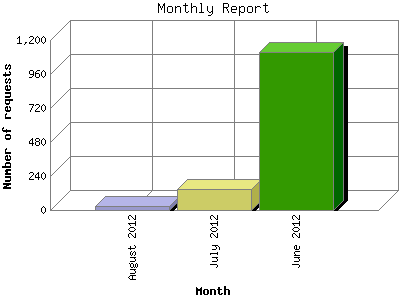 Monthly Report
Number of requests
1,200
960
720
480
240
0
August 2012
July 2012
June 2012
Month